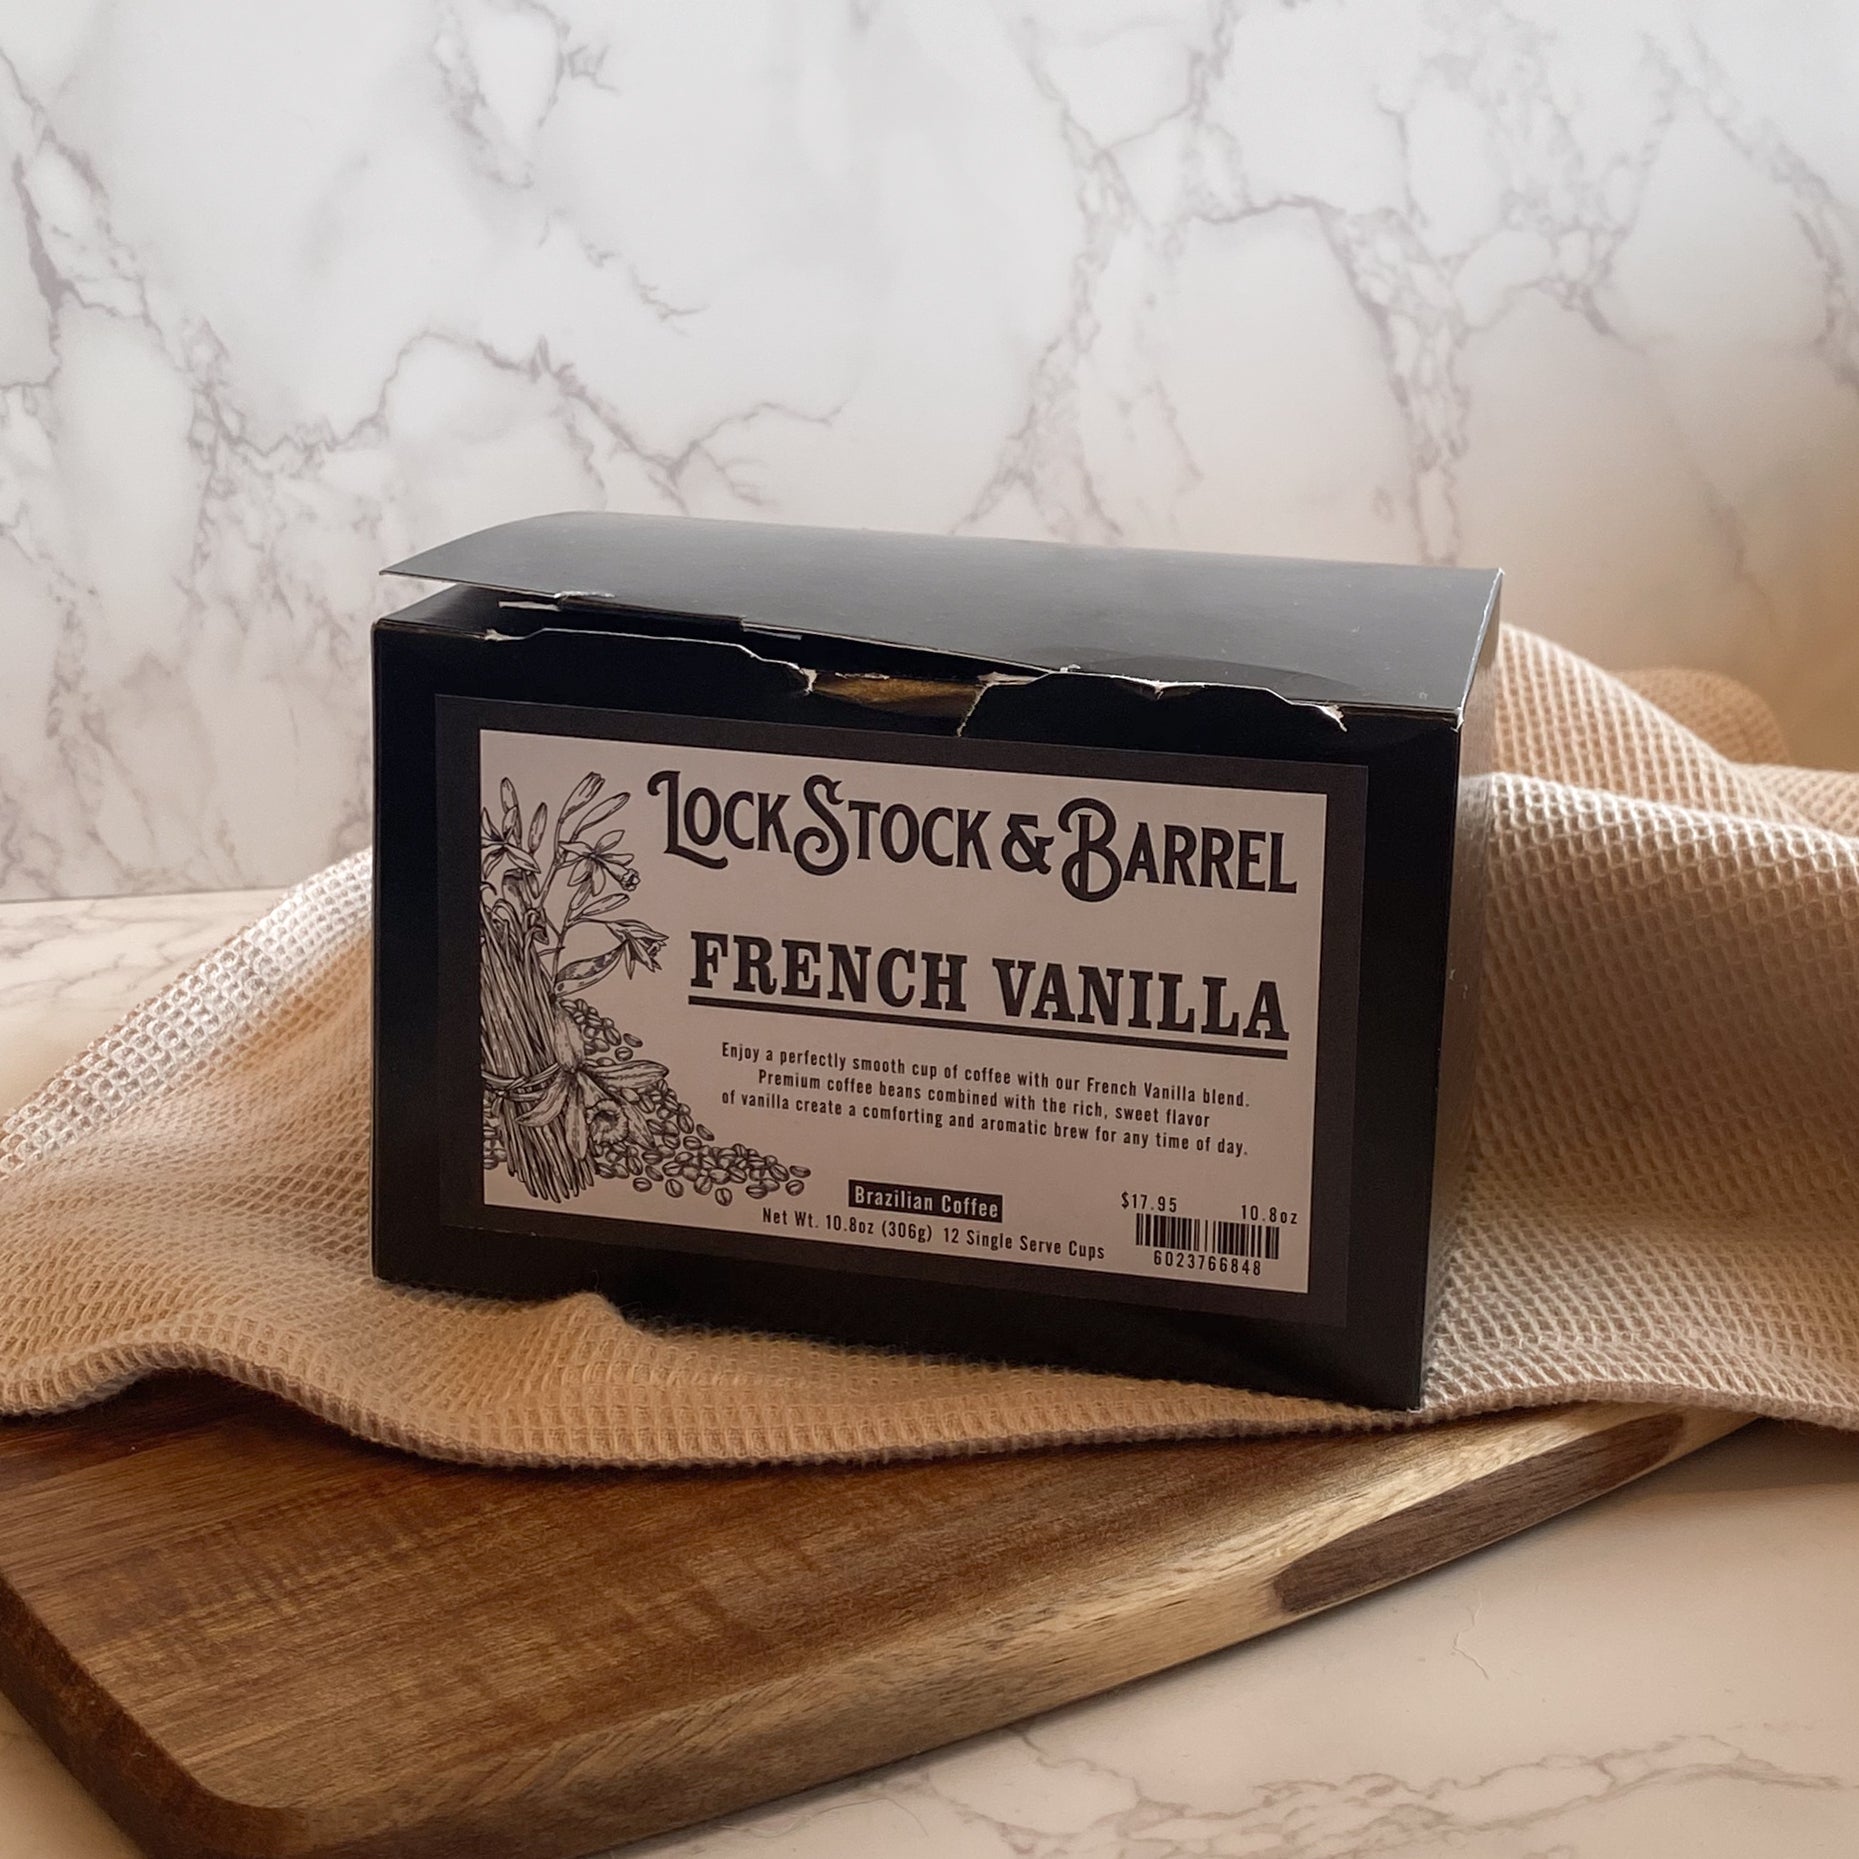 Lock Stock & Barrel
FRENCH VANILLA
Enjoy a perfectly smooth cup of coffee with our French Vanilla blend.
Premium coffee beans combined with the rich, sweet flavor
of vanilla create a comforting and aromatic brew for any time of day.
Brazilian Coffee
Net Wt. 10.8oz (306g) 12 Single Serve Cups
$17.95 10.8oz
6023766848